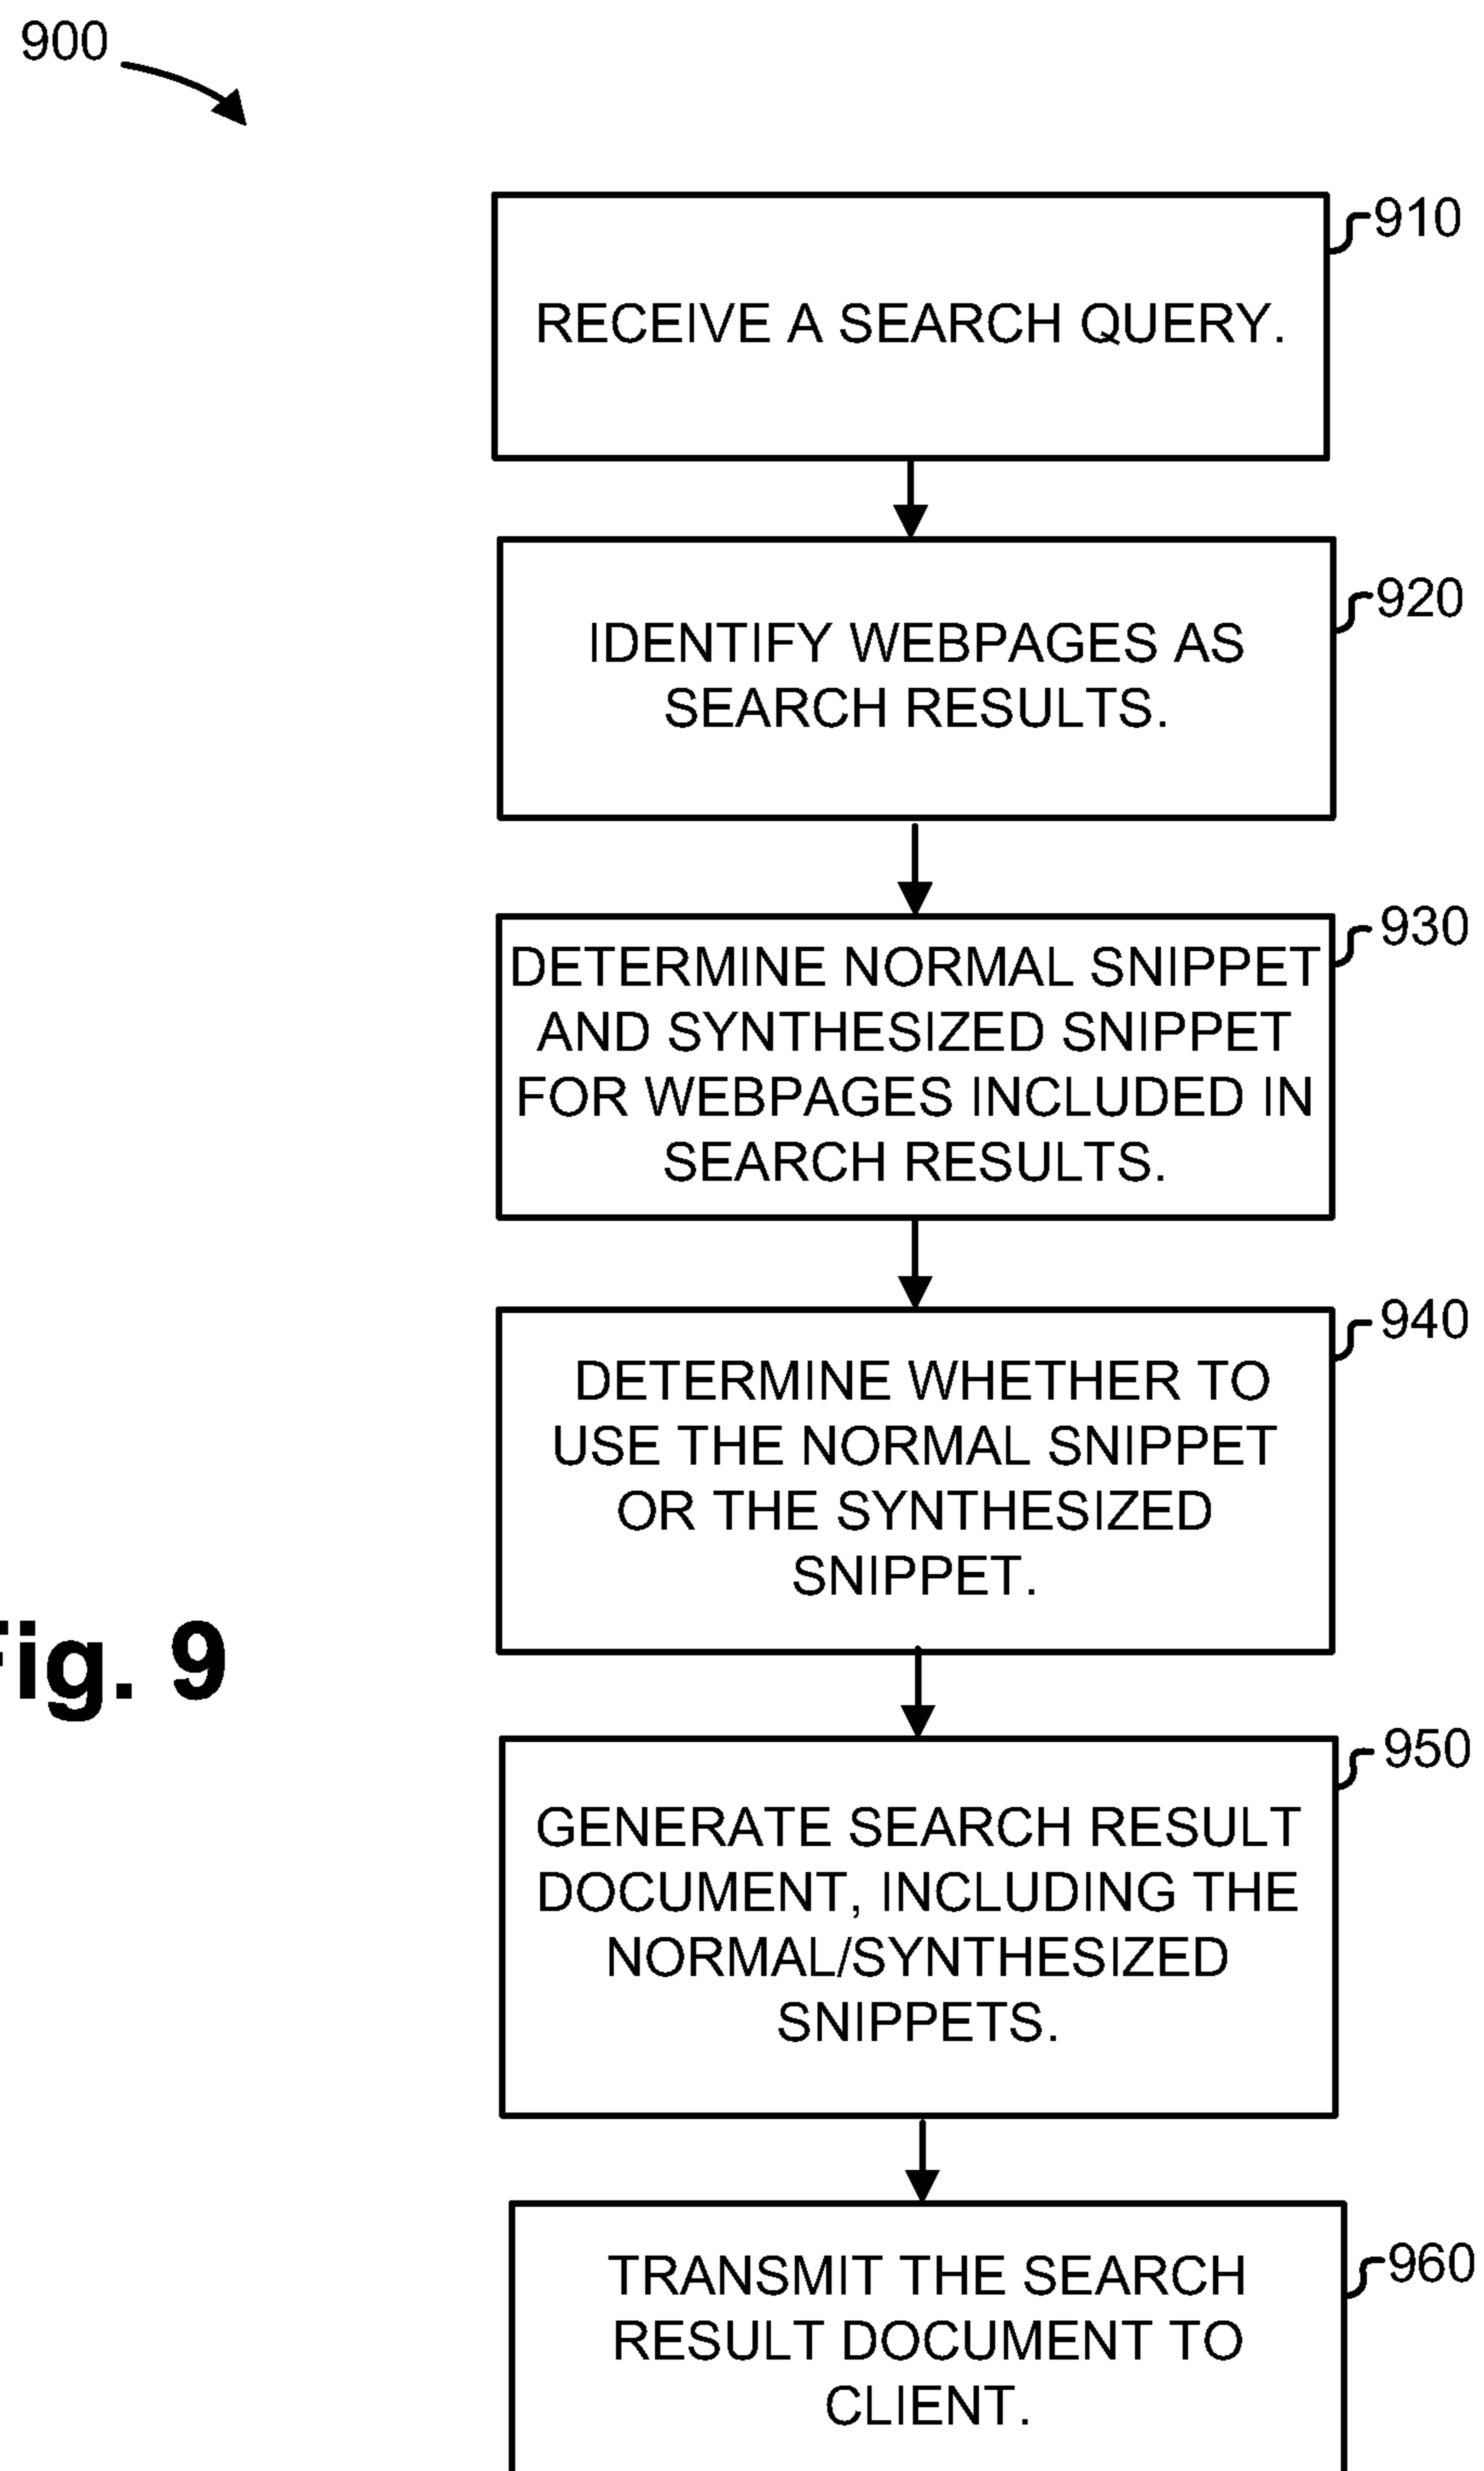 900
910
RECEIVE A SEARCH QUERY.
920
IDENTIFY WEBPAGES AS
SEARCH RESULTS.
930
DETERMINE NORMAL SNIPPET
AND SYNTHESIZED SNIPPET
FOR WEBPAGES INCLUDED IN
SEARCH RESULTS.
940
DETERMINE WHETHER TO
USE THE NORMAL SNIPPET
OR THE SYNTHESIZED
SNIPPET.
Fig. 9
950
GENERATE SEARCH RESULT
DOCUMENT, INCLUDING THE
NORMAL/SYNTHESIZED
SNIPPETS.
960
TRANSMIT THE SEARCH
RESULT DOCUMENT TO
CLIENT.